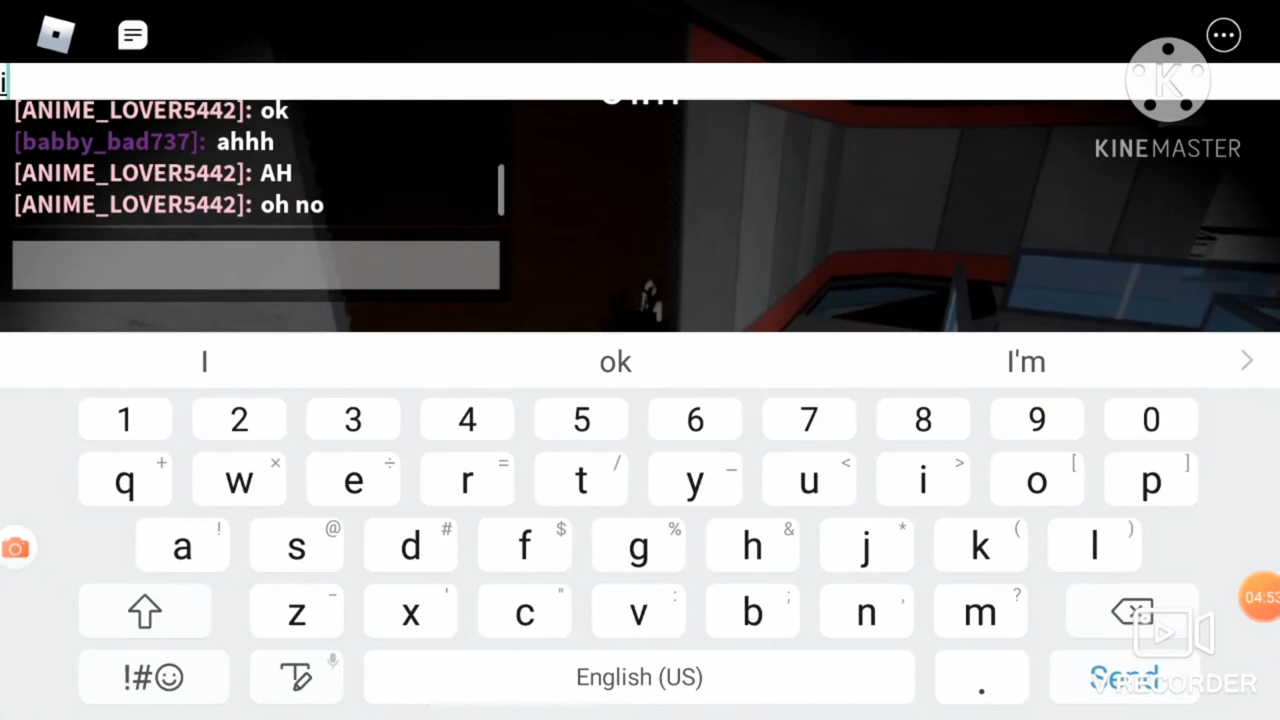 i
[ANIME_LOVER5442]: ok
[babby_bad737]: ahhh
[ANIME_LOVER5442]: AH
[ANIME_LOVER5442]: oh no
K
KINEMASTER
I ok I'm
1 2 3 4 5 6 7 8 9 0
q + w × e ÷ r = t / y _ u < i > o [ p ]
a ! s @ d # f $ g % h & j * k ( l )
z - x ' c " v : b ; n , m ?
!#☺ English (US) . Send
04:53
V RECORDER